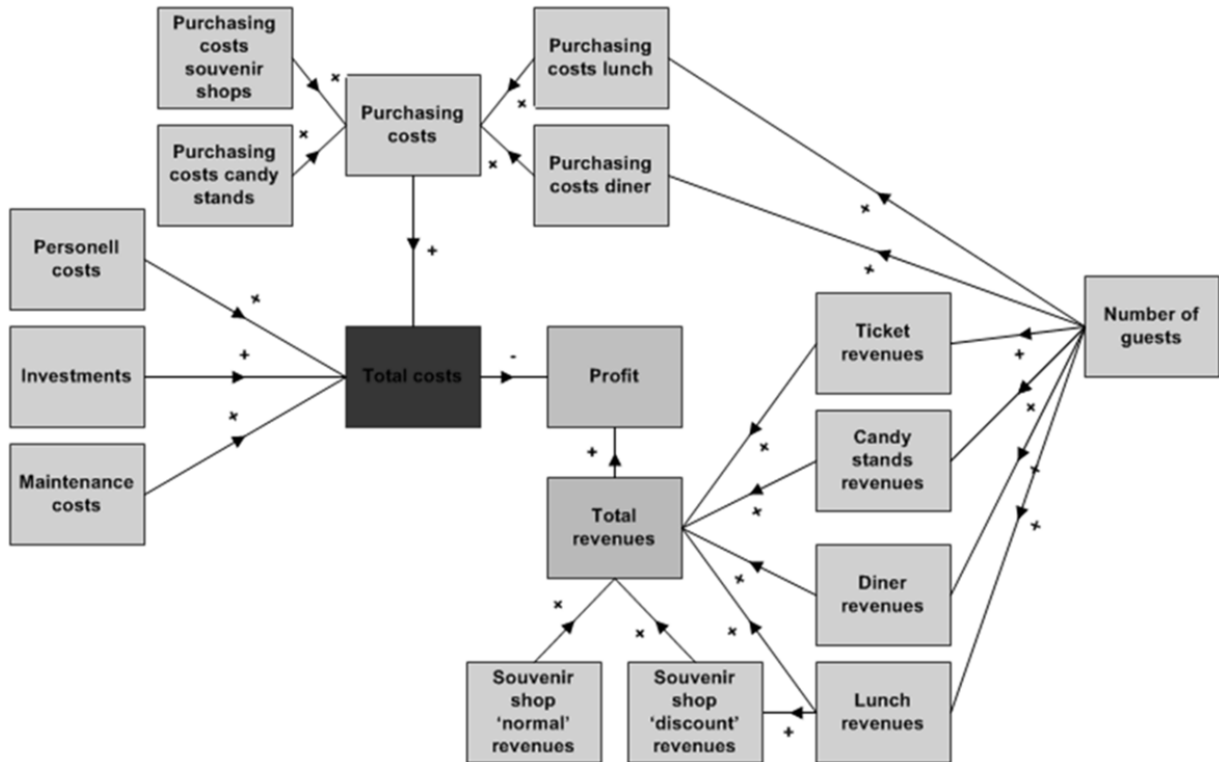 Purchasing
costs
souvenir
shops
Purchasing
costs candy
stands
Purchasing
costs
Purchasing
costs lunch
Purchasing
costs diner
Personell
costs
Investments
Maintenance
costs
Total costs
Profit
Total
revenues
Ticket
revenues
Candy
stands
revenues
Diner
revenues
Lunch
revenues
Number of
guests
Souvenir
shop
‘normal’
revenues
Souvenir
shop
‘discount’
revenues
+
+
+
+
+
+
+
+
-
+
+
+
+
+
+
+
+
+
+
+
+
+
+